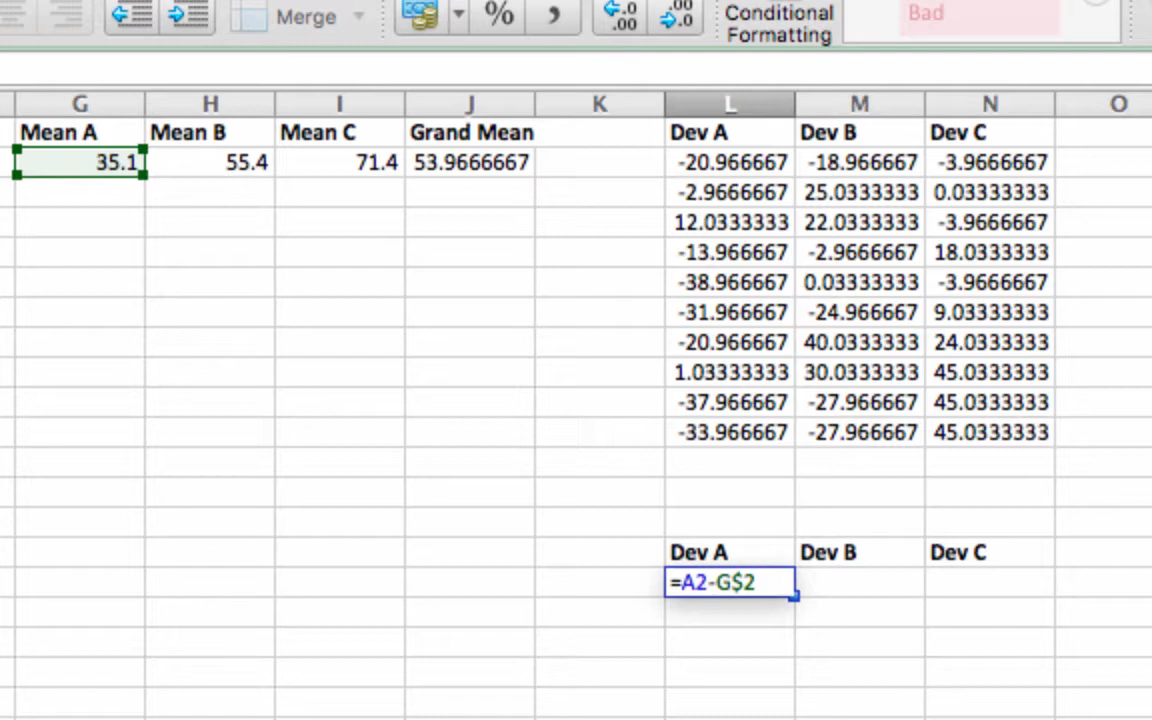 Merge % .0 .00 Conditional Bad
.00 .0 Formatting
G H I J K L M N O
Mean A Mean B Mean C Grand Mean Dev A Dev B Dev C
35.1 55.4 71.4 53.9666667 -20.966667 -18.966667 -3.9666667
-2.9666667 25.0333333 0.03333333
12.0333333 22.0333333 -3.9666667
-13.966667 -2.9666667 18.0333333
-38.966667 0.03333333 -3.9666667
-31.966667 -24.966667 9.03333333
-20.966667 40.0333333 24.0333333
1.03333333 30.0333333 45.0333333
-37.966667 -27.966667 45.0333333
-33.966667 -27.966667 45.0333333
Dev A Dev B Dev C
=A2-G$2